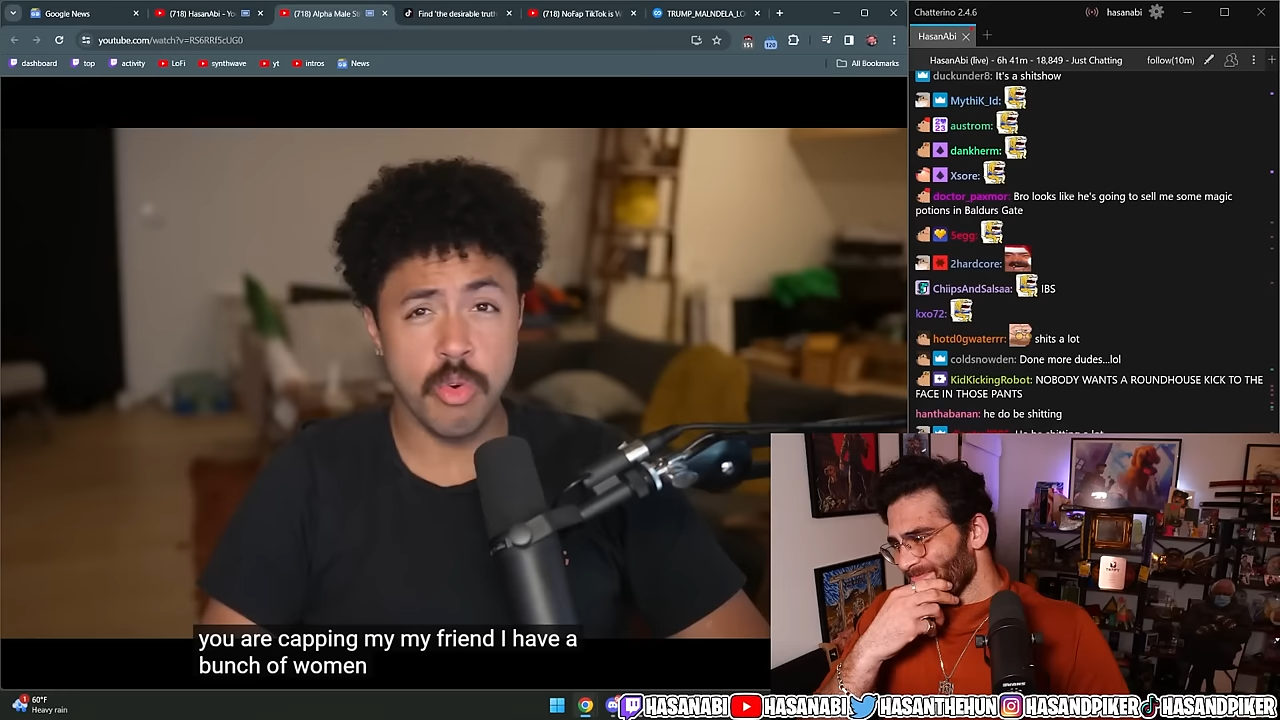 Google News
(718) HasanAbi - Yo
(718) Alpha Male St
Find 'the desirable trut
(718) NoFap TikTok is W
TRUMP_MALNDELA_LO
youtube.com/watch?v=RS6RRf5cUG0
151
120
dashboard
top
activity
LoFi
synthwave
yt
intros
News
All Bookmarks
you are capping my my friend I have a
bunch of women
Chatterino 2.4.6
hasanabi
HasanAbi
HasanAbi (live) - 6h 41m - 18,849 - Just Chatting
follow(10m)
duckunder8: It's a shitshow
MythiK_ld:
austrom:
dankherm:
Xsore:
doctor_paxmor: Bro looks like he's going to sell me some magic
potions in Baldurs Gate
5egg:
2hardcore:
ChiipsAndSalsaa: IBS
kxo72:
hotd0gwaterrr: shits a lot
coldsnowden: Done more dudes...lol
KidKickingRobot: NOBODY WANTS A ROUNDHOUSE KICK TO THE
FACE IN THOSE PANTS
hanthabanan: he do be shitting
1
60°F
Heavy rain
HASANABI
HASANABI
HASANTHEHUN
HASANDPIKER
HASANDPIKER